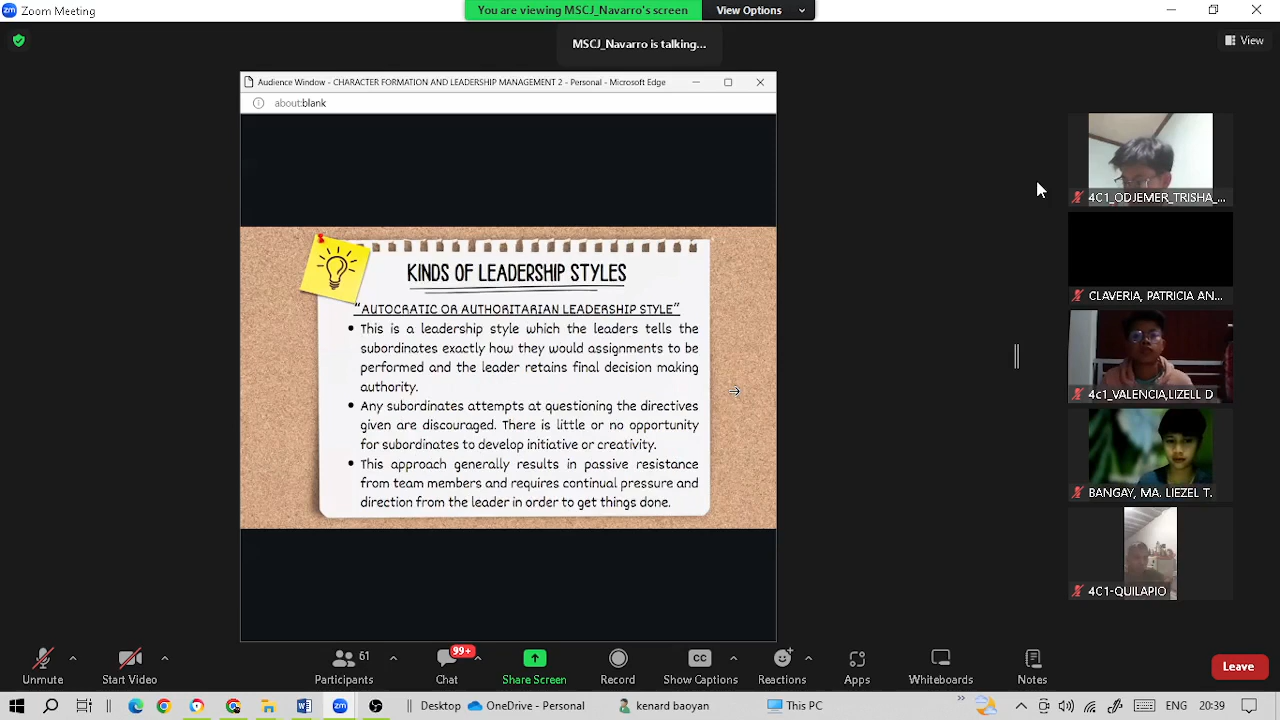 Zoom Meeting
You are viewing MSCJ_Navarro's screen
View Options
MSCJ_Navarro is talking...
View
Audience Window - CHARACTER FORMATION AND LEADERSHIP MANAGEMENT 2 - Personal - Microsoft Edge
about:blank
KINDS OF LEADERSHIP STYLES
"AUTOCRATIC OR AUTHORITARIAN LEADERSHIP STYLE"
• This is a leadership style which the leaders tells the
subordinates exactly how they would assignments to be
performed and the leader retains final decision making
authority.
• Any subordinates attempts at questioning the directives
given are discouraged. There is little or no opportunity
for subordinates to develop initiative or creativity.
• This approach generally results in passive resistance
from team members and requires continual pressure and
direction from the leader in order to get things done.
4C1_ODJEMER_TRISHA_...
CLAVERIA, PATRICIA AN...
4c1_VALENCIA,LIZELL D
BANGAY, MA. LIEZEL T.
4C1-QUILAPIO
Unmute
Start Video
61
Participants
99+
Chat
Share Screen
Record
CC
Show Captions
Reactions
Apps
Whiteboards
Notes
Leave
Desktop
OneDrive - Personal
kenard baoyan
This PC
ENG
20:59